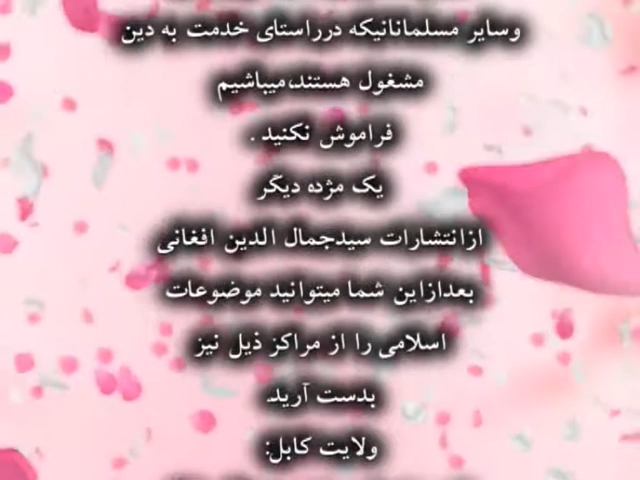 وسایر مسلمانانیکه درراستای خدمت به دین
مشغول هستند،میباشیم
فراموش نکنید .
یک مژده دیگر
ازانتشارات سیدجمال الدین افغانی
بعدازاین شما میتوانید موضوعات
اسلامی را از مراکز ذیل نیز
بدست آرید.
ولایت کابل: